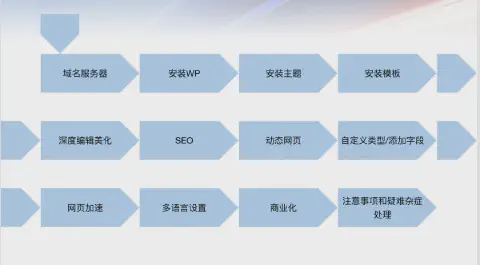 域名服务器
安装WP
安装主题
安装模板
深度编辑美化
SEO
动态网页
自定义类型/添加字段
网页加速
多语言设置
商业化
注意事项和疑难杂症
处理